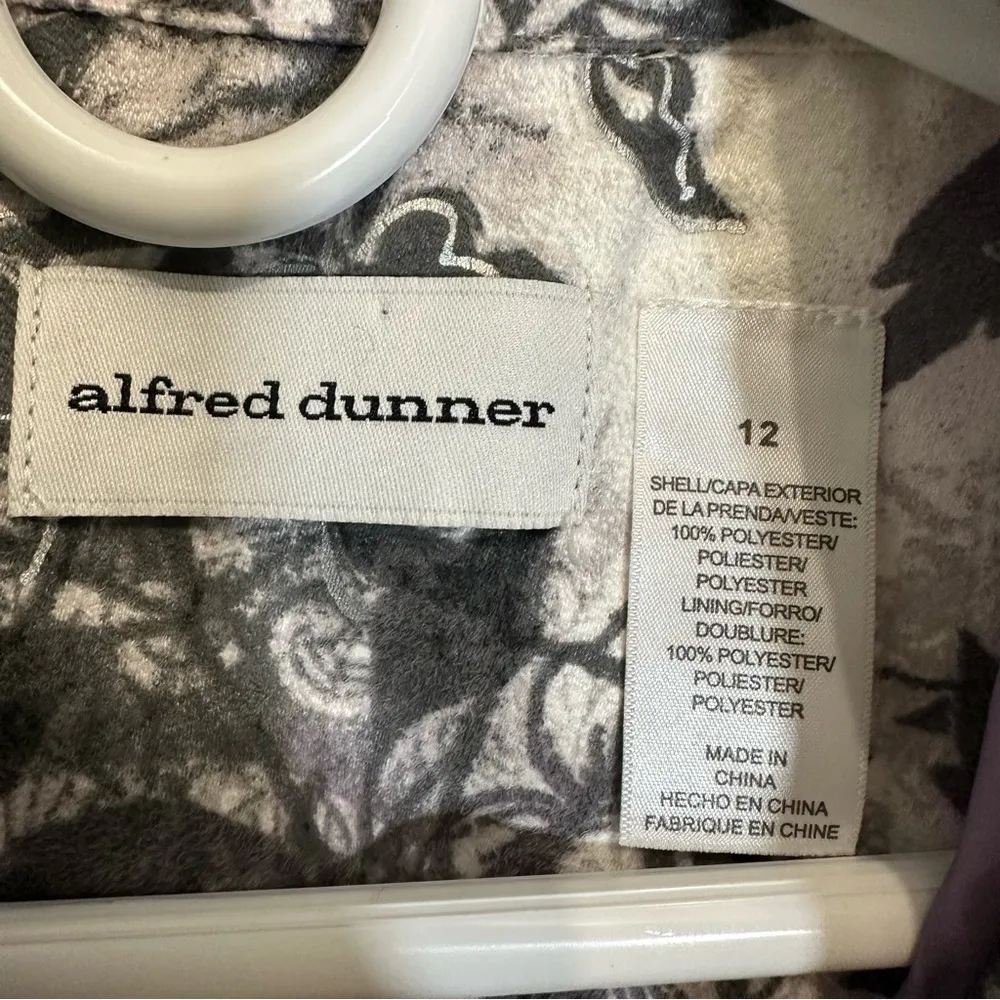 alfred dunner
12
SHELL/CAPA EXTERIOR
DE LA PRENDA/VESTE:
100% POLYESTER/
POLIESTER/
POLYESTER
LINING/FORRO/
DOUBLURE:
100% POLYESTER/
POLIESTER/
POLYESTER
MADE IN
CHINA
HECHO EN CHINA
FABRIQUE EN CHINE